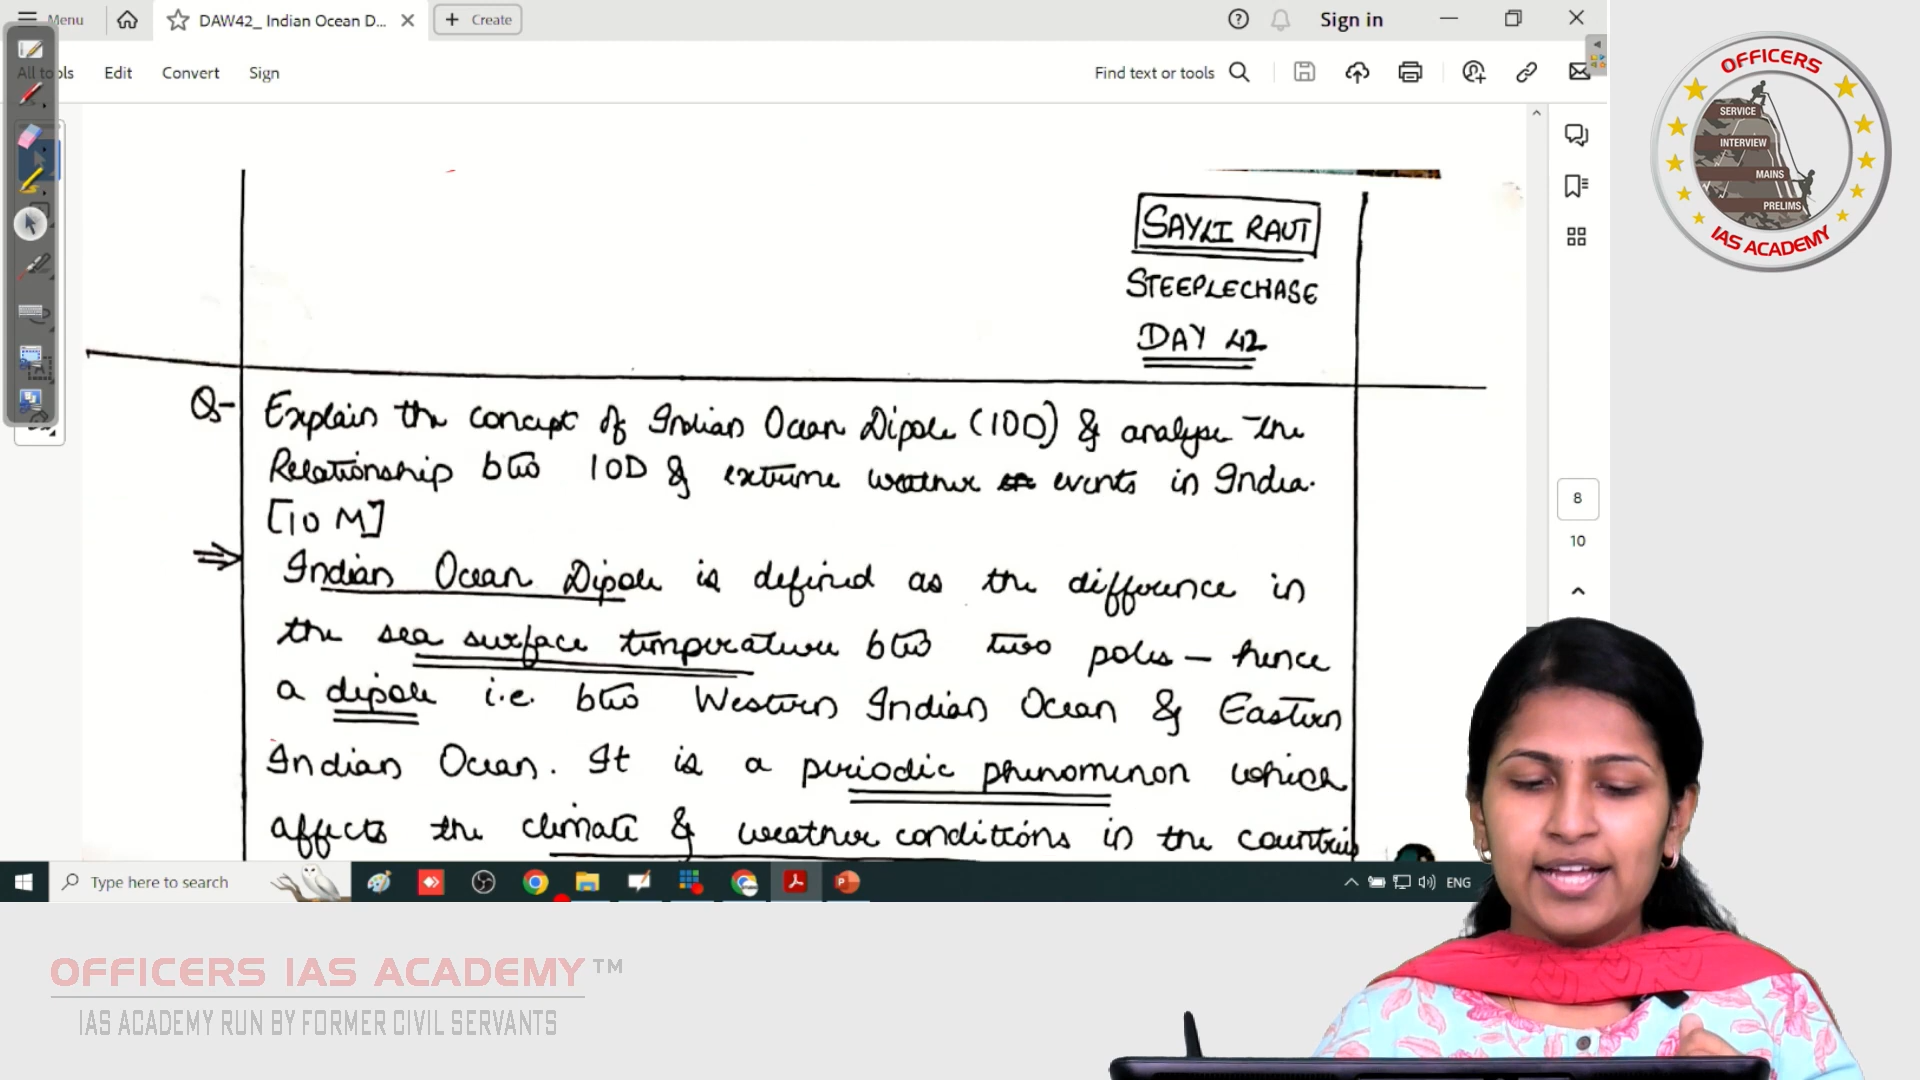 Menu
DAW42_ Indian Ocean D...
Create
Sign in
All tools
Edit
Convert
Sign
Find text or tools
OFFICERS
SERVICE
INTERVIEW
MAINS
PRELIMS
IAS ACADEMY
SAYLI RAUT
STEEPLECHASE
DAY 42
Q- Explain the concept of Indian Ocean Dipole (IOD) & analyse the
Relationship btw IOD & extreme weather events in India.
[10 M]
⇒ Indian Ocean Dipole is defined as the difference in
the sea surface temperature btw two poles - hence
a dipole i.e. btw Western Indian Ocean & Eastern
Indian Ocean. It is a periodic phenomenon which
affects the climate & weather conditions in the countries
8
10
Type here to search
ENG
OFFICERS IAS ACADEMY™
IAS ACADEMY RUN BY FORMER CIVIL SERVANTS